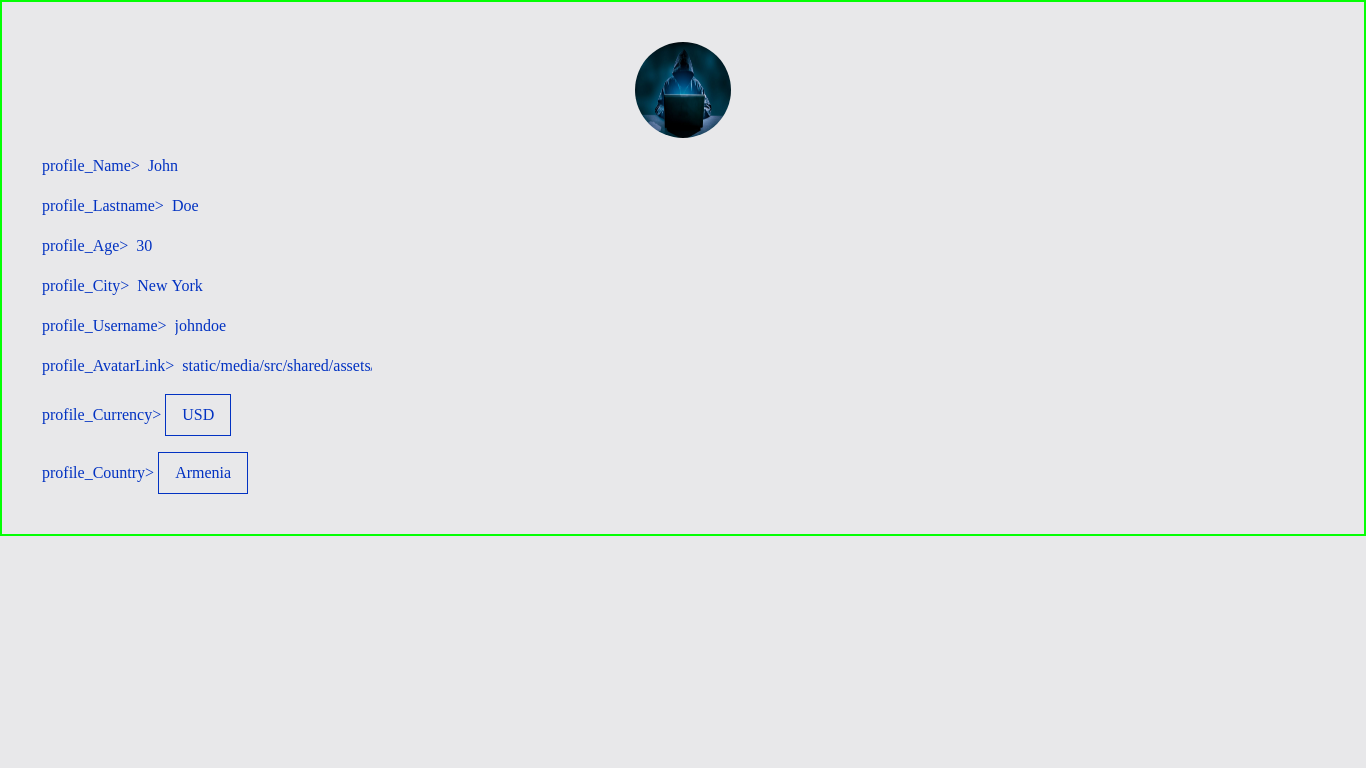 profile_Name> John
profile_Lastname> Doe
profile_Age> 30
profile_City> New York
profile_Username> johndoe
profile_AvatarLink> static/media/src/shared/assets/
profile_Currency> USD
profile_Country> Armenia